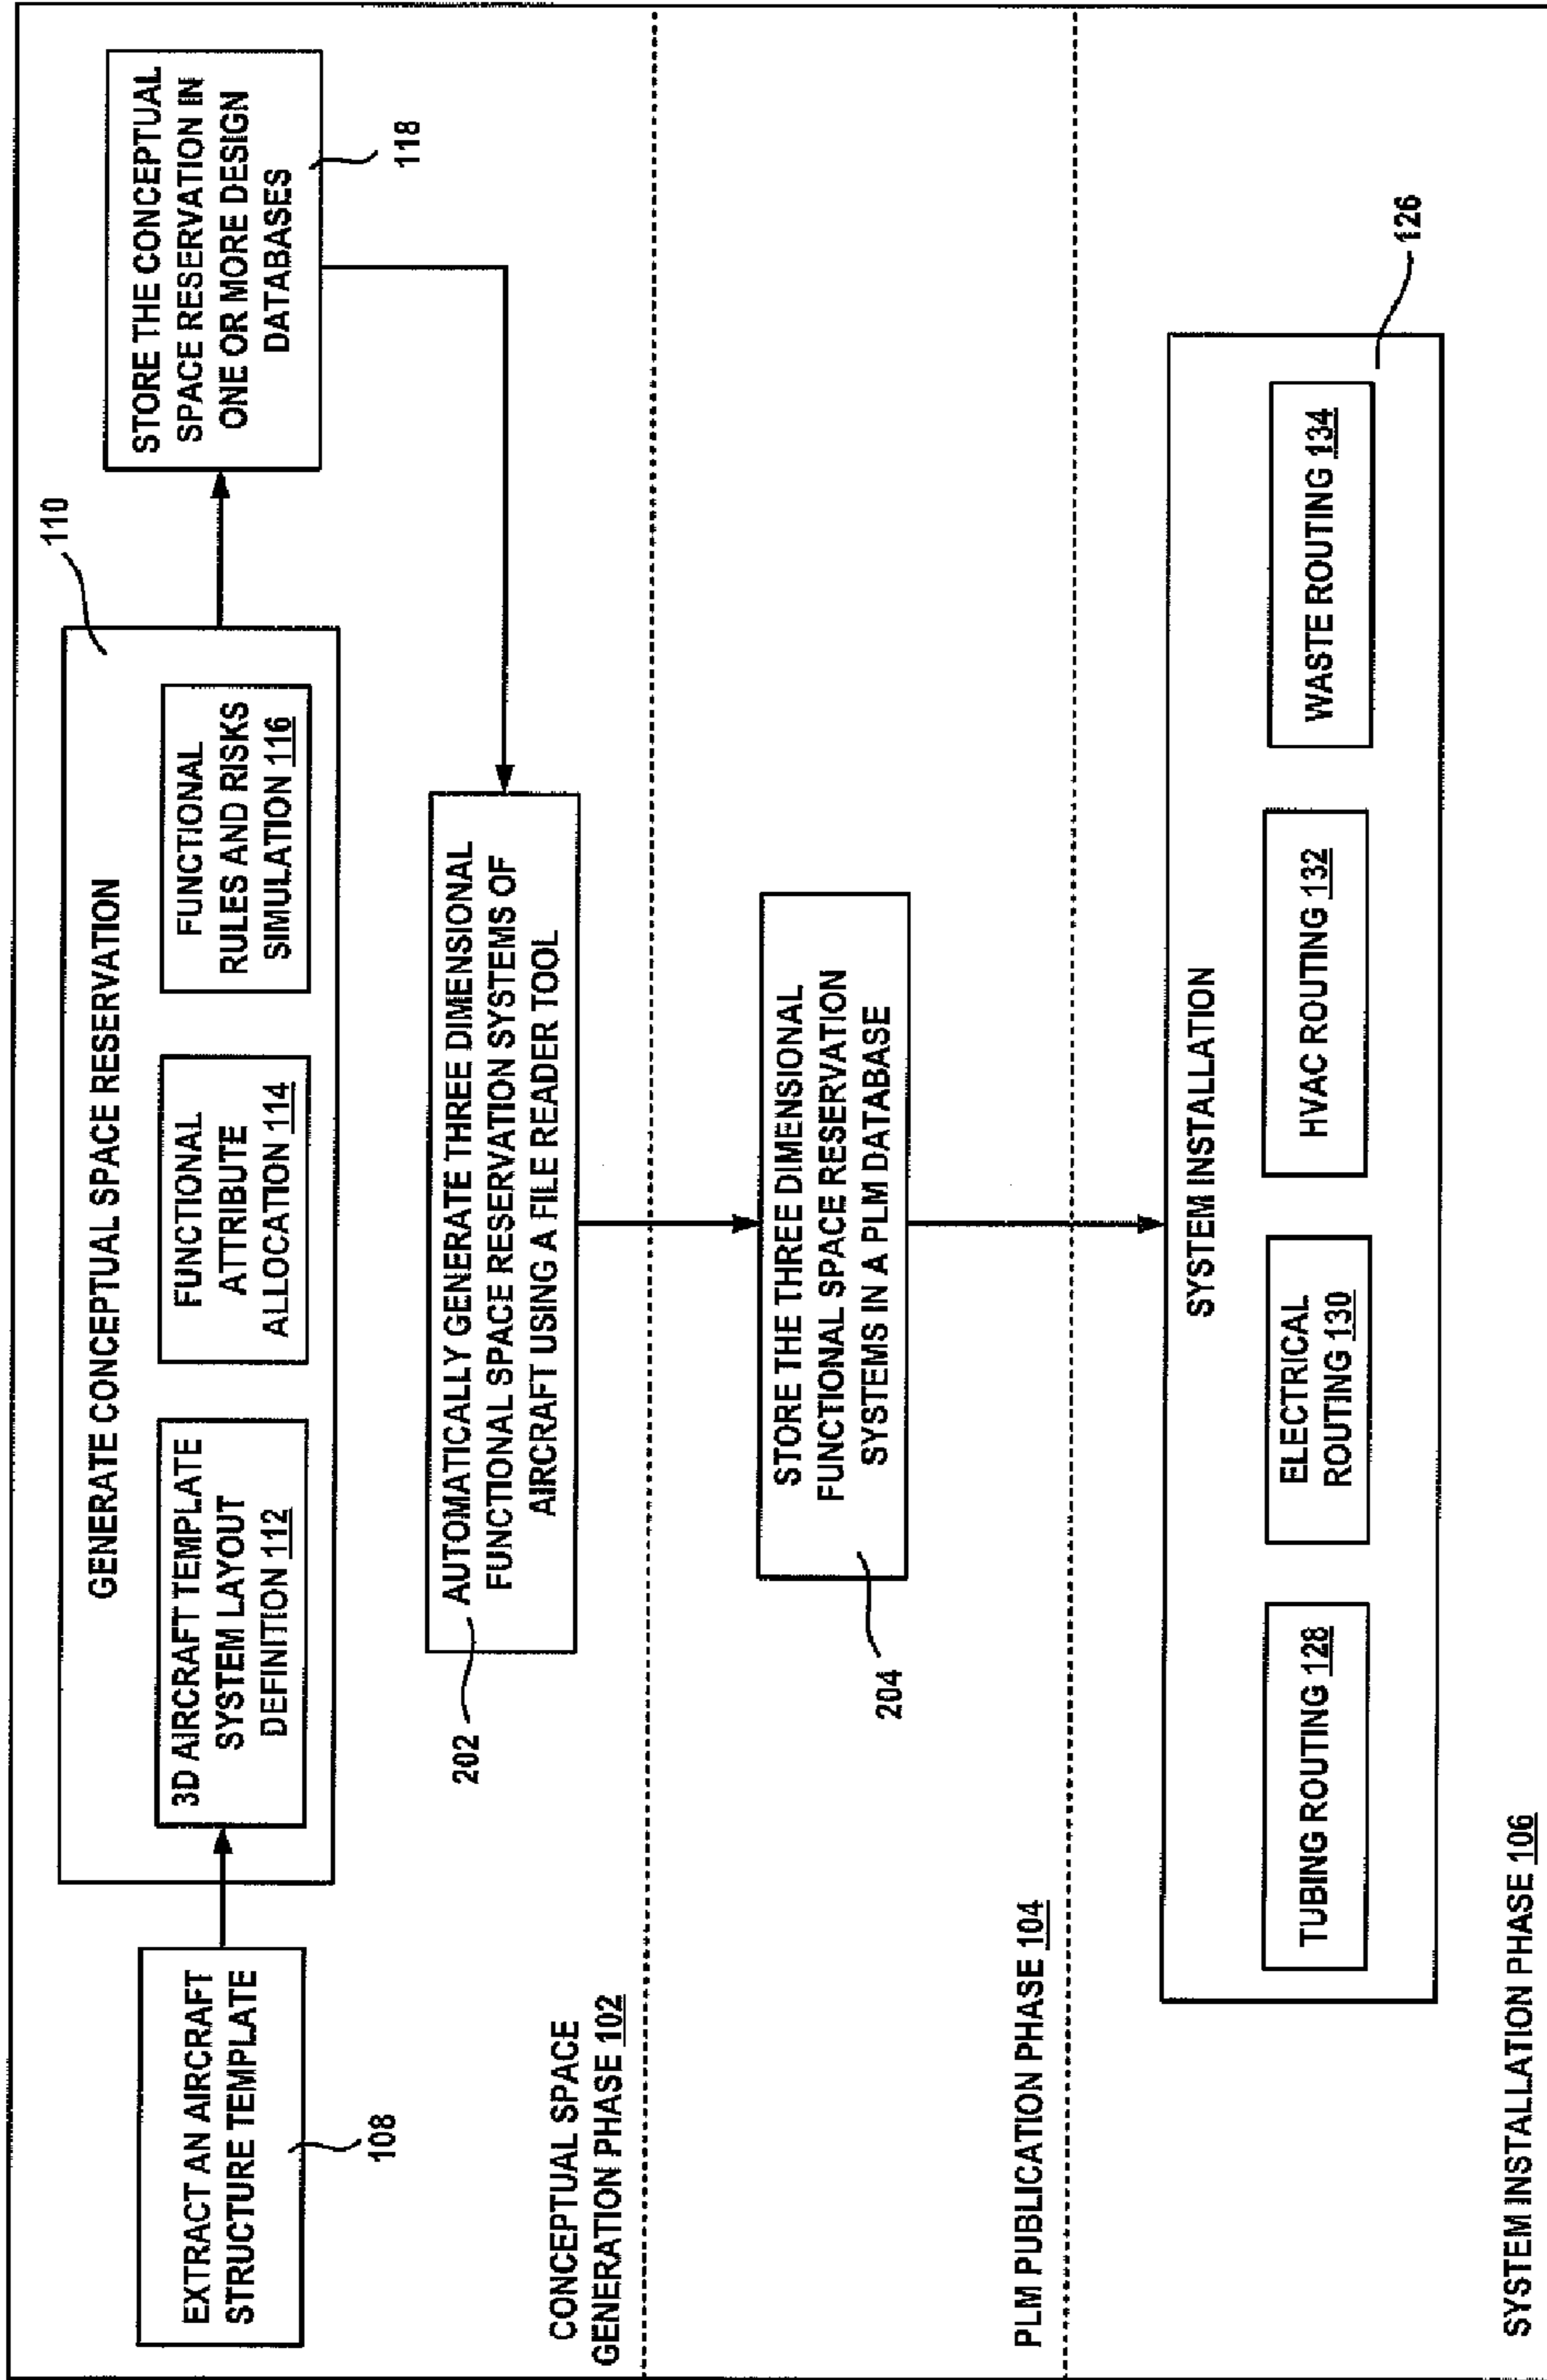 EXTRACT AN AIRCRAFT
STRUCTURE TEMPLATE
108
GENERATE CONCEPTUAL SPACE RESERVATION
110
3D AIRCRAFT TEMPLATE
SYSTEM LAYOUT
DEFINITION 112
FUNCTIONAL
ATTRIBUTE
ALLOCATION 114
FUNCTIONAL
RULES AND RISKS
SIMULATION 116
STORE THE CONCEPTUAL
SPACE RESERVATION IN
ONE OR MORE DESIGN
DATABASES
118
202
AUTOMATICALLY GENERATE THREE DIMENSIONAL
FUNCTIONAL SPACE RESERVATION SYSTEMS OF
AIRCRAFT USING A FILE READER TOOL
CONCEPTUAL SPACE
GENERATION PHASE 102
STORE THE THREE DIMENSIONAL
FUNCTIONAL SPACE RESERVATION
SYSTEMS IN A PLM DATABASE
204
PLM PUBLICATION PHASE 104
SYSTEM INSTALLATION
126
TUBING ROUTING 128
ELECTRICAL
ROUTING 130
HVAC ROUTING 132
WASTE ROUTING 134
SYSTEM INSTALLATION PHASE 106